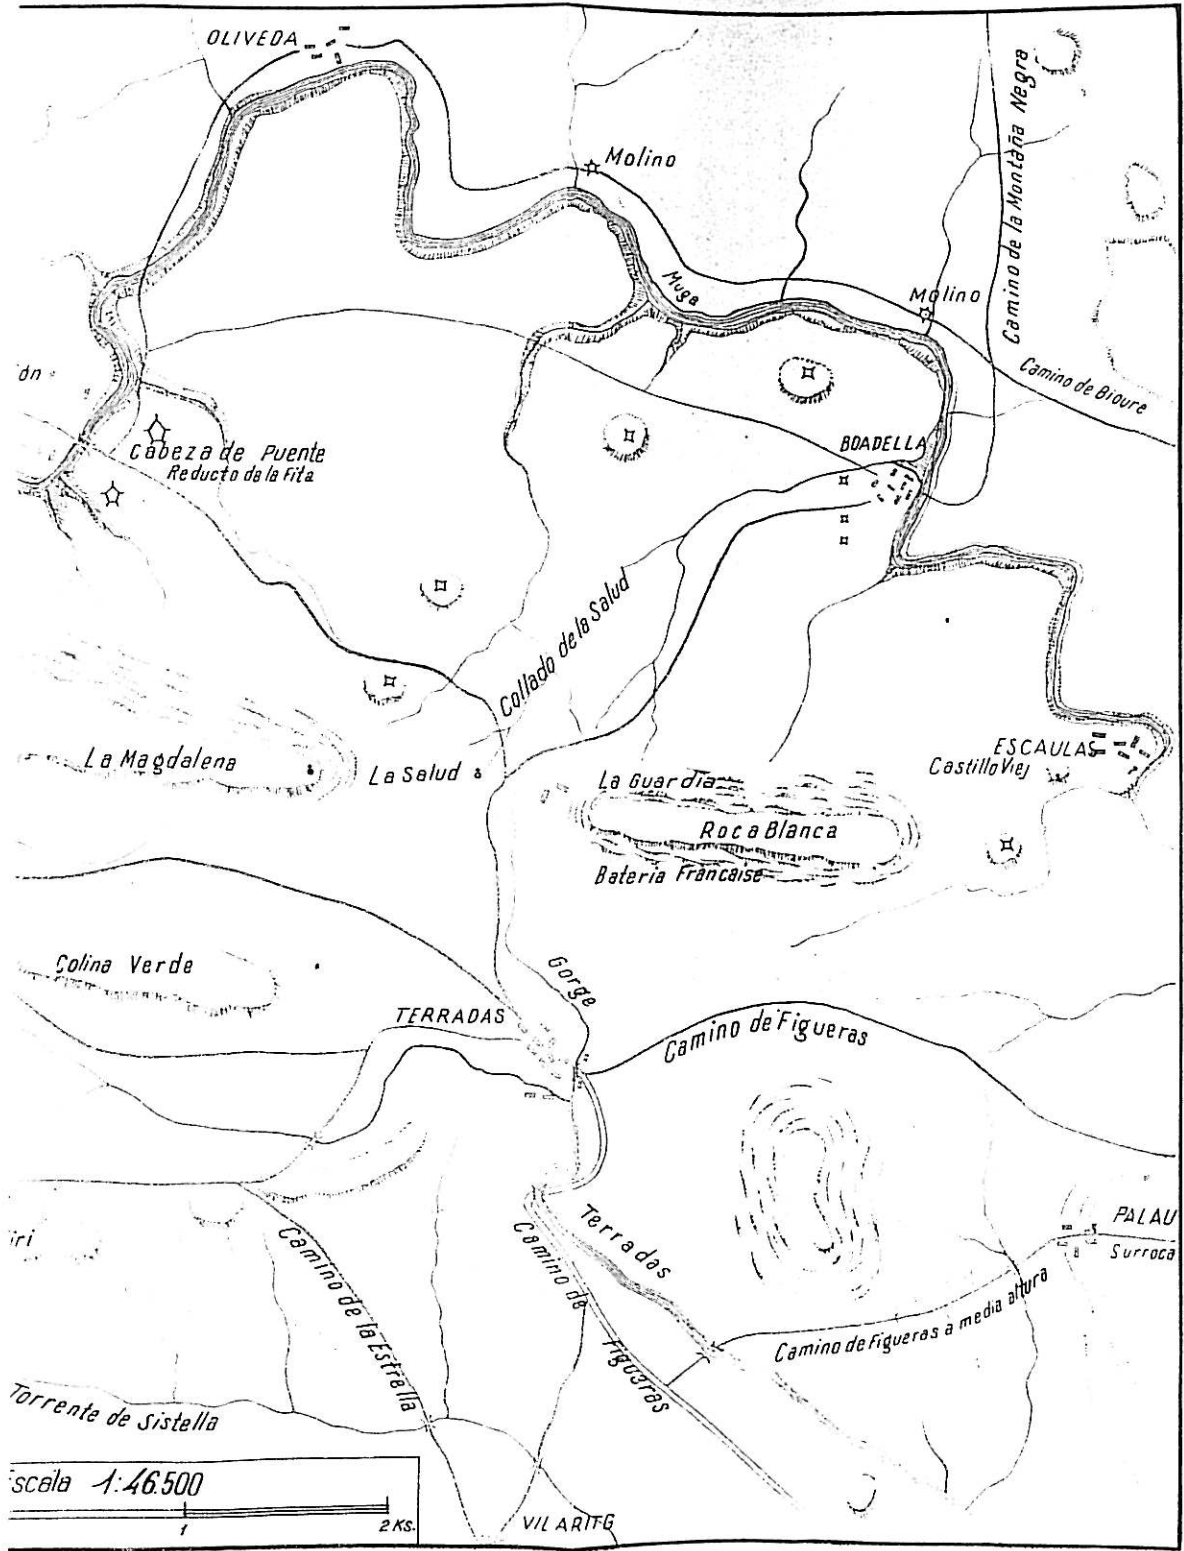 OLIVEDA
Molino
Camino de la Montaña Negra
Muga
Molino
Camino de Bioure
ón
Cabeza de Puente
Reducto de la Fita
BOADELLA
Collado de la Salud
La Magdalena
La Salud
ESCAULAS
Castillo Viej
La Guardia
Roca Blanca
Bateria Francaise
Colina Verde
Gorge
TERRADAS
Camino de Figueras
Terradas
PALAU
Surroca
iri
Camino de la Estrella
Camino de Figueras
Camino de Figueras a media altura
Torrente de Sistella
Escala 1:46.500
1
2 Ks.
VILARITG